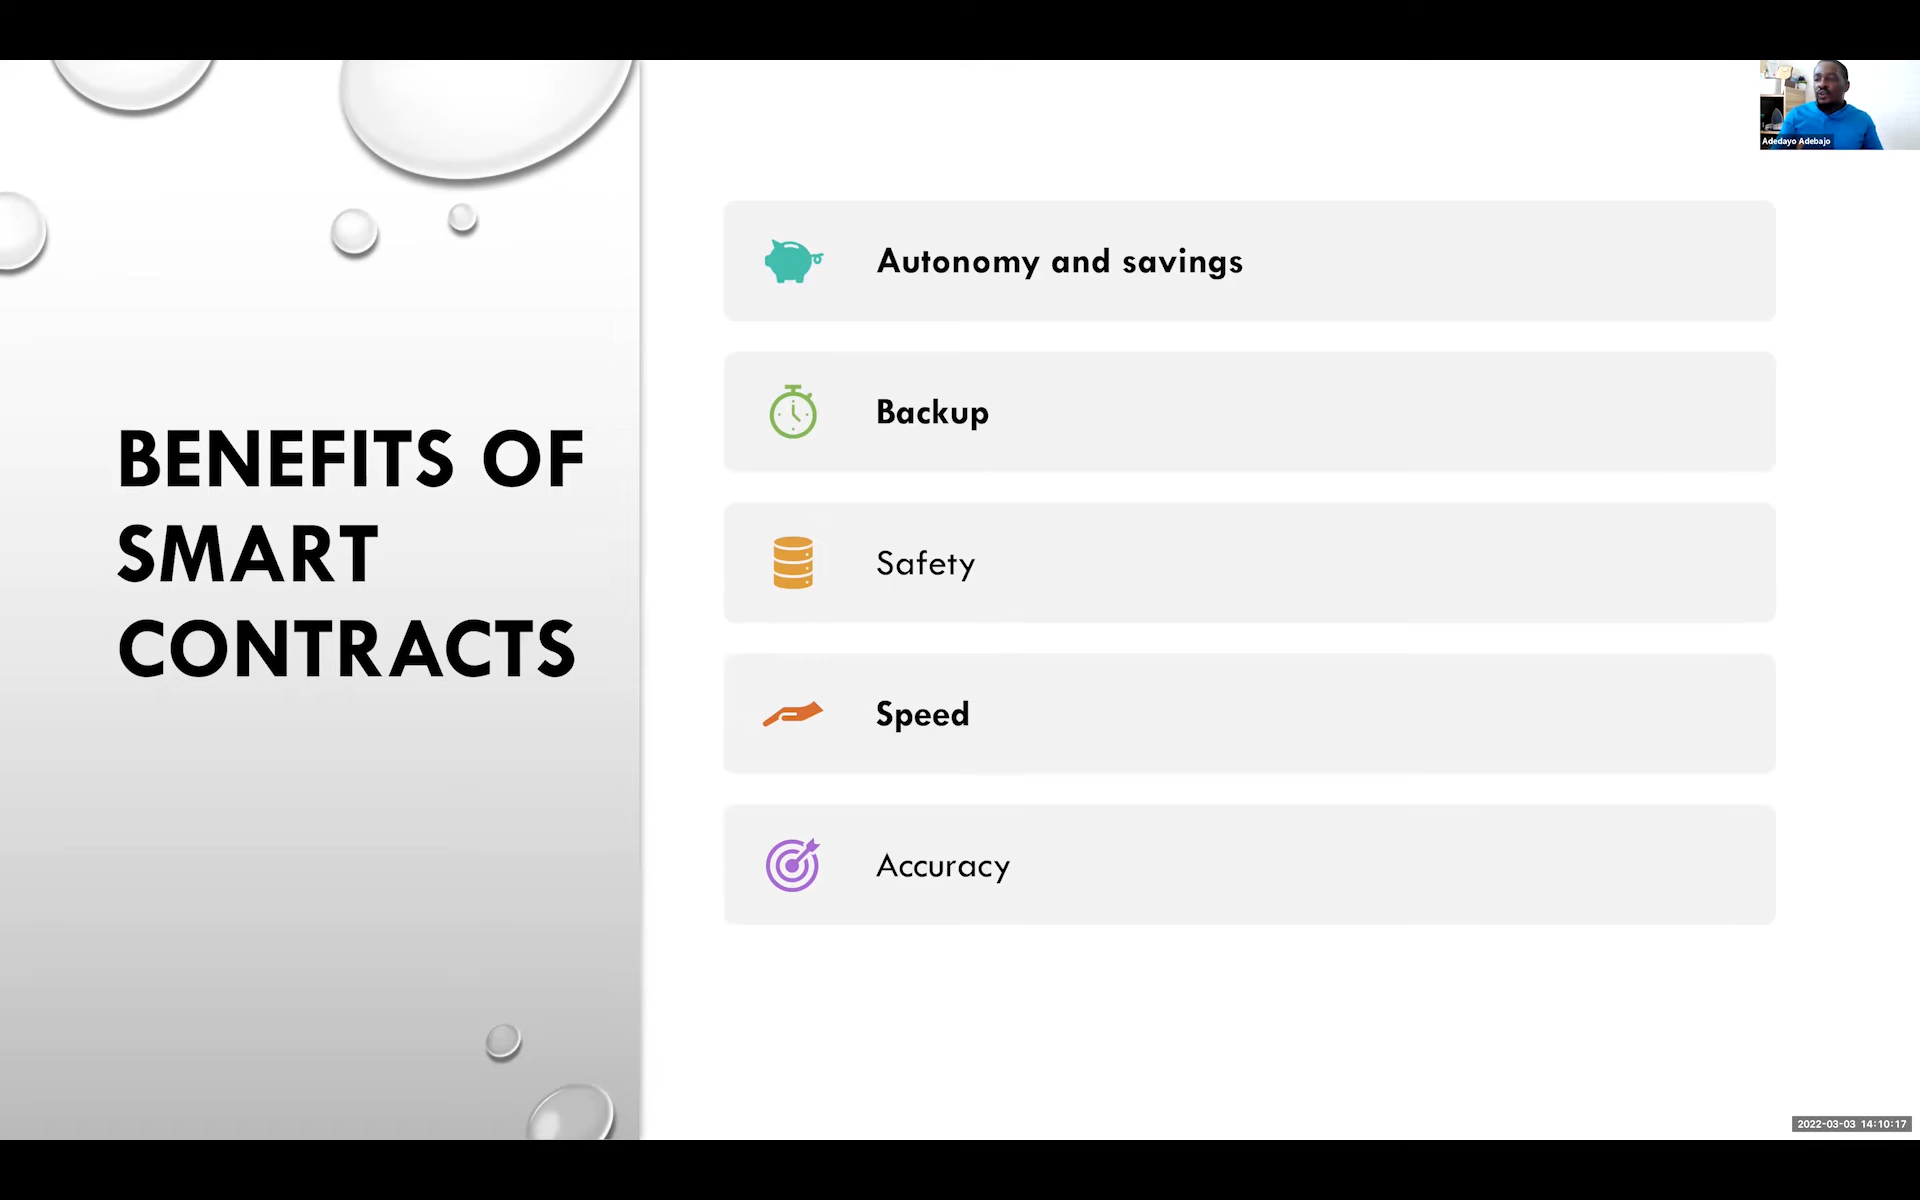 Adedayo Adebajo
BENEFITS OF
SMART
CONTRACTS
Autonomy and savings
Backup
Safety
Speed
Accuracy
2022-03-03 14:10:17